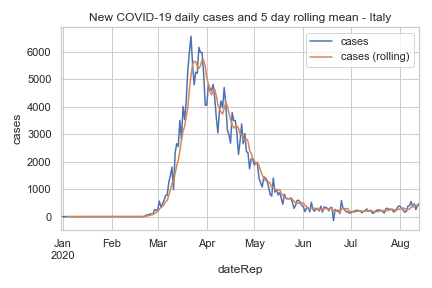 New COVID-19 daily cases and 5 day rolling mean - Italy
cases
cases (rolling)
cases
6000
5000
4000
3000
2000
1000
0
Jan Feb Mar Apr May Jun Jul Aug
2020
dateRep